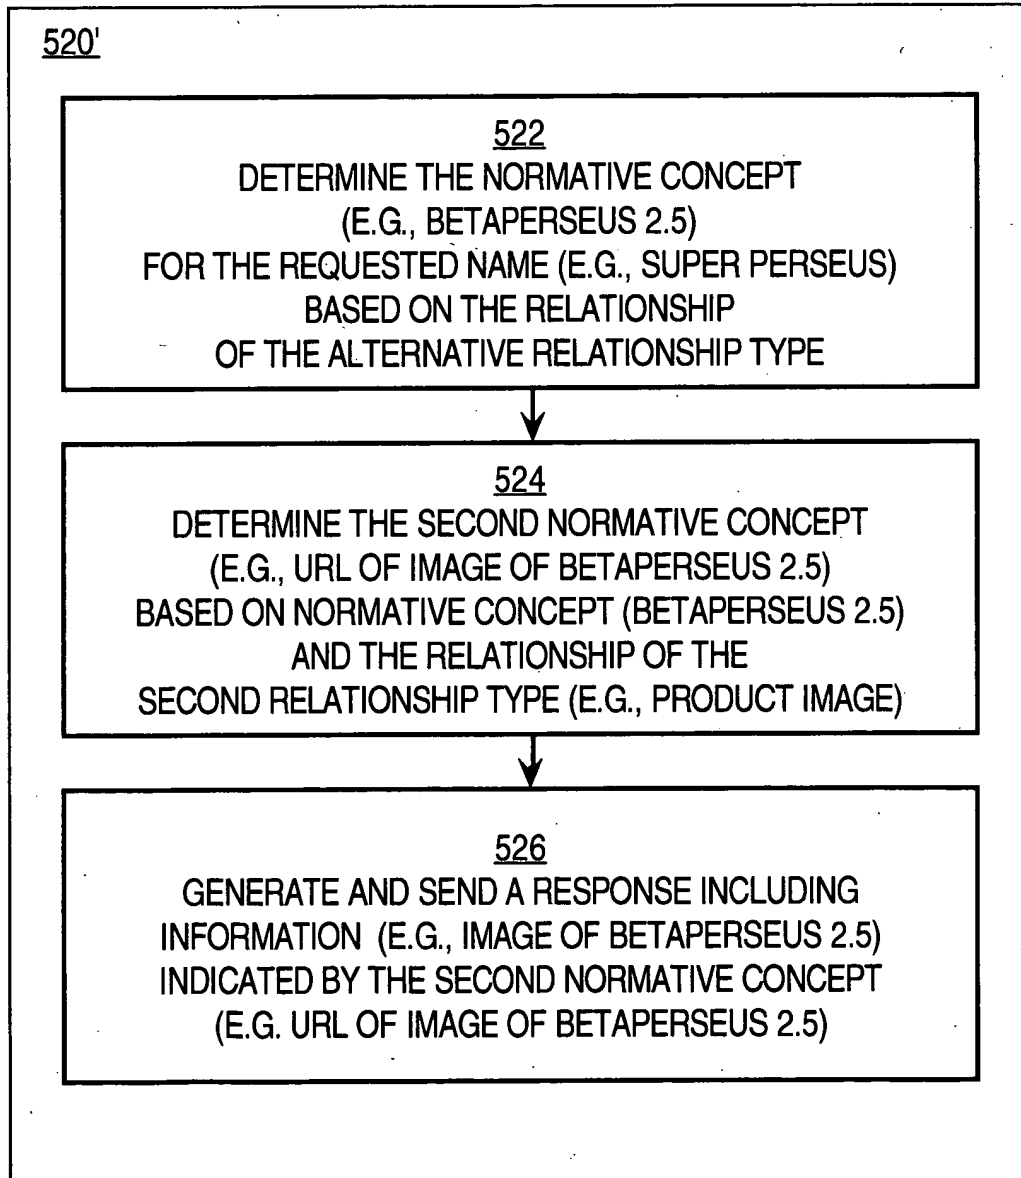 520'
522
DETERMINE THE NORMATIVE CONCEPT
(E.G., BETAPERSEUS 2.5)
FOR THE REQUESTED NAME (E.G., SUPER PERSEUS)
BASED ON THE RELATIONSHIP
OF THE ALTERNATIVE RELATIONSHIP TYPE
524
DETERMINE THE SECOND NORMATIVE CONCEPT
(E.G., URL OF IMAGE OF BETAPERSEUS 2.5)
BASED ON NORMATIVE CONCEPT (BETAPERSEUS 2.5)
AND THE RELATIONSHIP OF THE
SECOND RELATIONSHIP TYPE (E.G., PRODUCT IMAGE)
526
GENERATE AND SEND A RESPONSE INCLUDING
INFORMATION (E.G., IMAGE OF BETAPERSEUS 2.5)
INDICATED BY THE SECOND NORMATIVE CONCEPT
(E.G. URL OF IMAGE OF BETAPERSEUS 2.5)